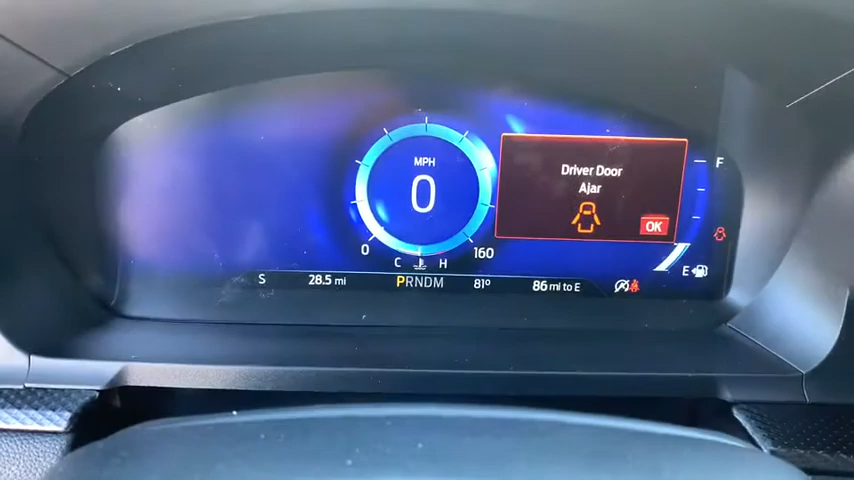 MPH
0
0
160
C H
Driver Door
Ajar
OK
F
E
S
28.5 mi
PRNDM
81°
86 mi to E